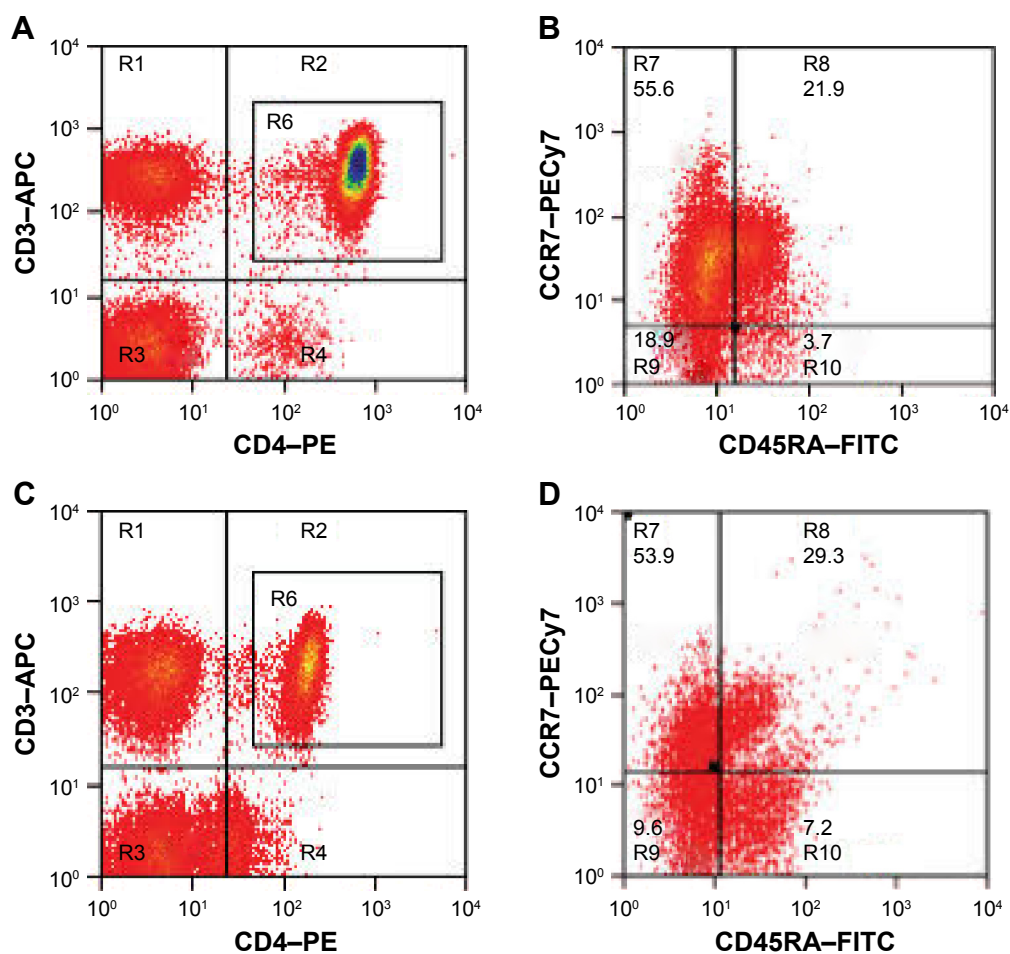 A
10⁴
10³
10²
10¹
10⁰
CD3–APC
R1
R2
R6
R3
R4
10⁰
10¹
10²
10³
10⁴
CD4–PE
B
10⁴
10³
10²
10¹
10⁰
CCR7–PECy7
R7
55.6
R8
21.9
18.9
R9
3.7
R10
10⁰
10¹
10²
10³
10⁴
CD45RA–FITC
C
10⁴
10³
10²
10¹
10⁰
CD3–APC
R1
R2
R6
R3
R4
10⁰
10¹
10²
10³
10⁴
CD4–PE
D
10⁴
10³
10²
10¹
10⁰
CCR7–PECy7
R7
53.9
R8
29.3
9.6
R9
7.2
R10
10⁰
10¹
10²
10³
10⁴
CD45RA–FITC